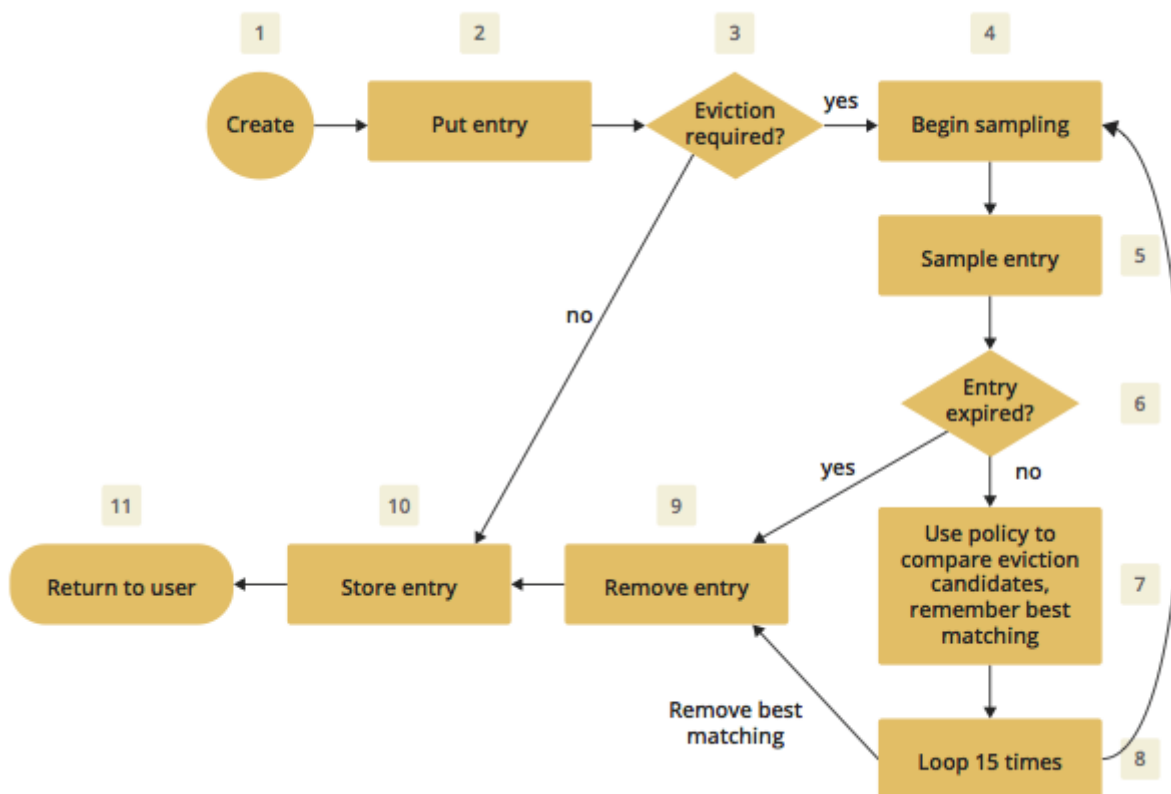 1
2
3
4
Create
Put entry
Eviction
required?
yes
Begin sampling
5
Sample entry
no
6
Entry
expired?
yes
no
11
10
9
Return to user
Store entry
Remove entry
7
Use policy to
compare eviction
candidates,
remember best
matching
Remove best
matching
8
Loop 15 times